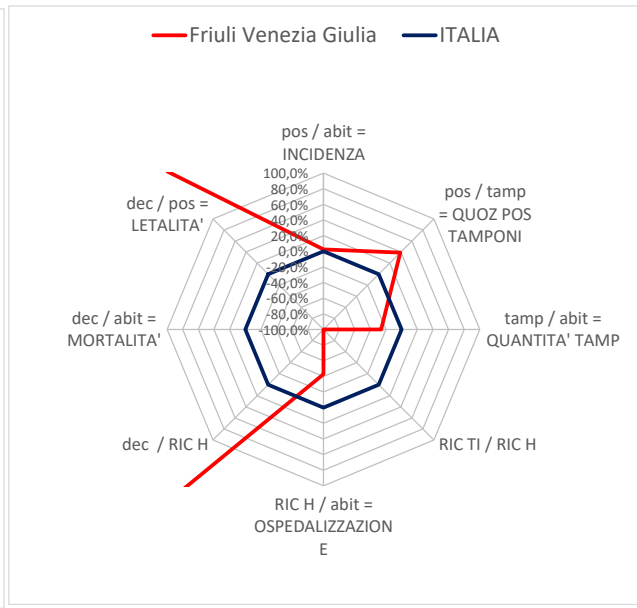 Friuli Venezia Giulia ITALIA
pos / abit =
INCIDENZA
pos / tamp
= QUOZ POS
TAMPONI
tamp / abit =
QUANTITA' TAMP
RIC TI / RIC H
RIC H / abit =
OSPEDALIZZAZION
E
dec / RIC H
dec / abit =
MORTALITA'
dec / pos =
LETALITA'
100,0%
80,0%
60,0%
40,0%
20,0%
0,0%
-20,0%
-40,0%
-60,0%
-80,0%
-100,0%